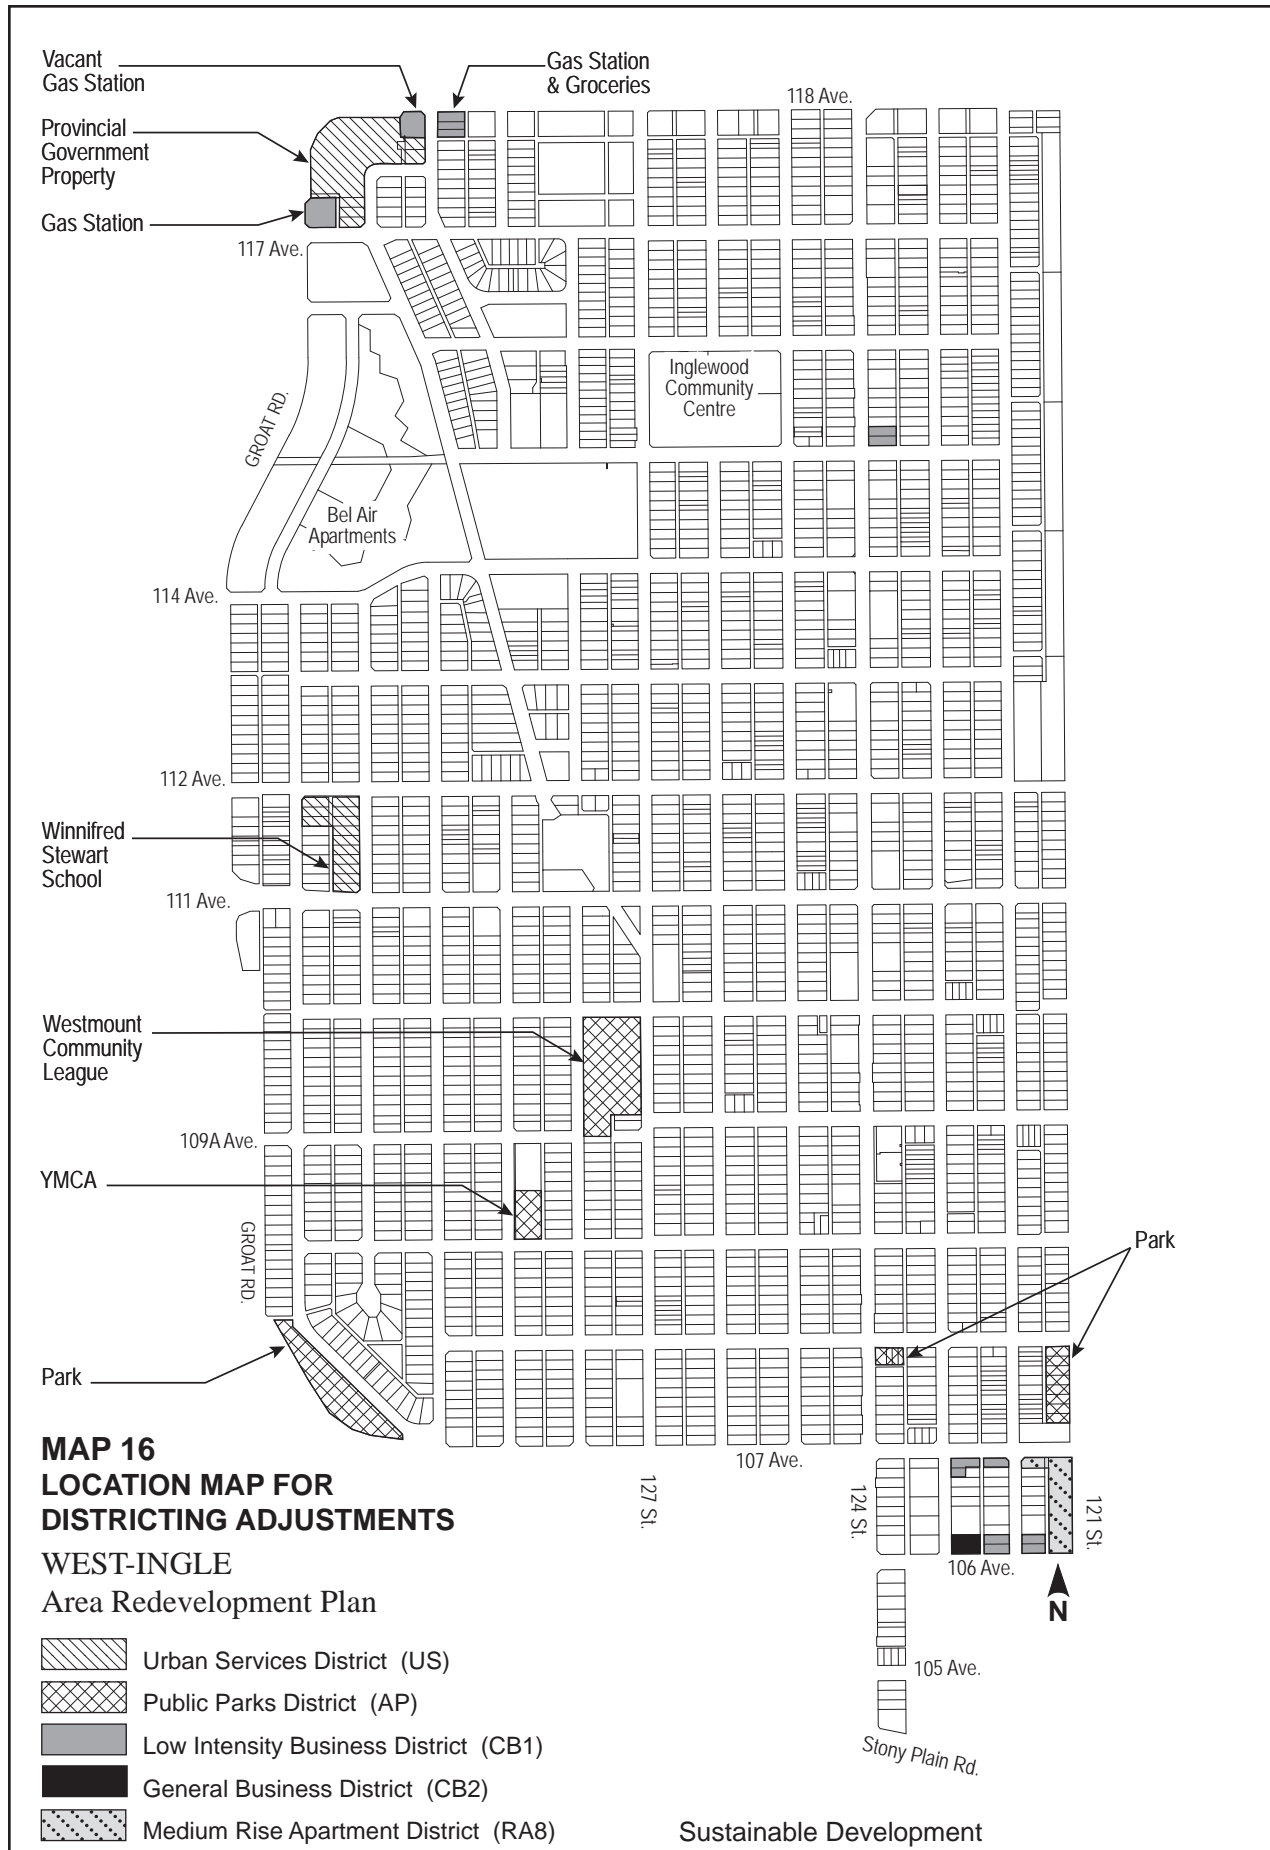 Vacant
Gas Station
Gas Station
& Groceries
118 Ave.
Provincial
Government
Property
Gas Station
117 Ave.
Inglewood
Community
Centre
GROAT RD.
Bel Air
Apartments
114 Ave.
112 Ave.
Winnifred
Stewart
School
111 Ave.
Westmount
Community
League
109A Ave.
YMCA
GROAT RD.
Park
Park
MAP 16
LOCATION MAP FOR
DISTRICTING ADJUSTMENTS
WEST-INGLE
Area Redevelopment Plan
107 Ave.
127 St.
124 St.
121 St.
106 Ave.
N
105 Ave.
Stony Plain Rd.
Urban Services District (US)
Public Parks District (AP)
Low Intensity Business District (CB1)
General Business District (CB2)
Medium Rise Apartment District (RA8)
Sustainable Development